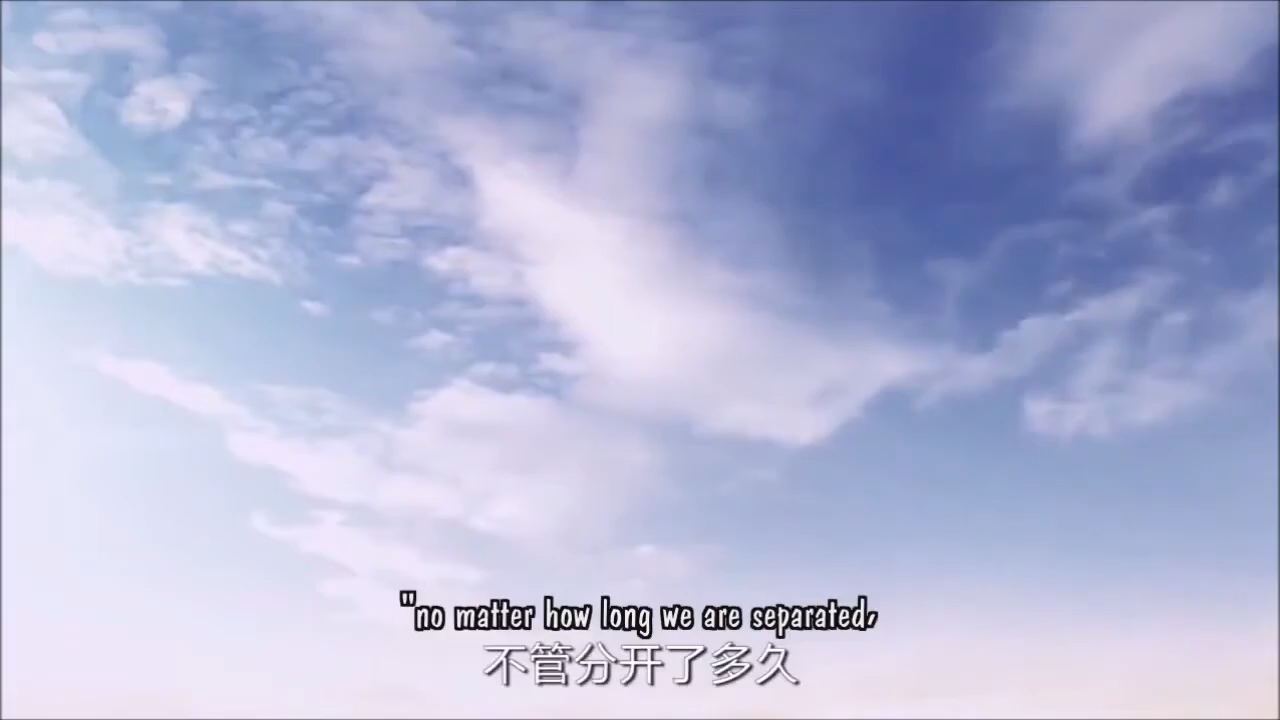 "no matter how long we are separated,
不管分开了多久